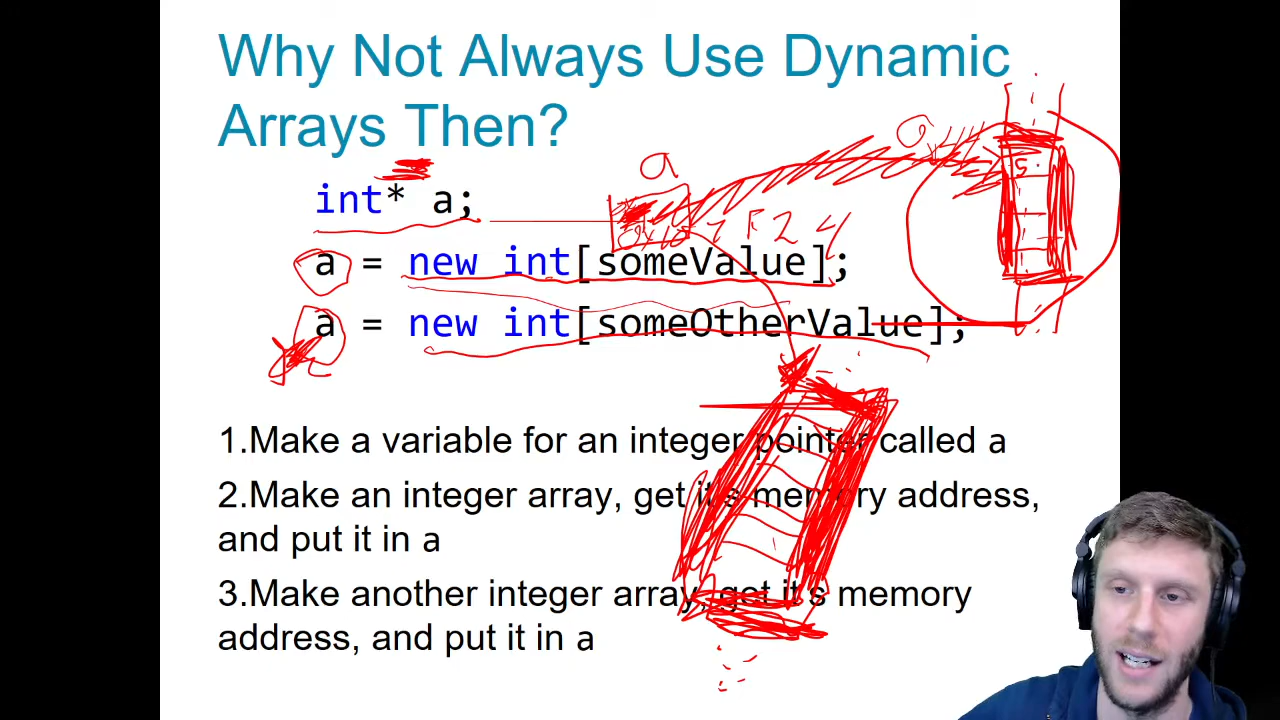 Why Not Always Use Dynamic
Arrays Then?
int* a;
a = new int[someValue];
a = new int[someOtherValue];
a
1.Make a variable for an integer pointer called a
2.Make an integer array, get it's memory address,
and put it in a
3.Make another integer array, get it's memory
address, and put it in a